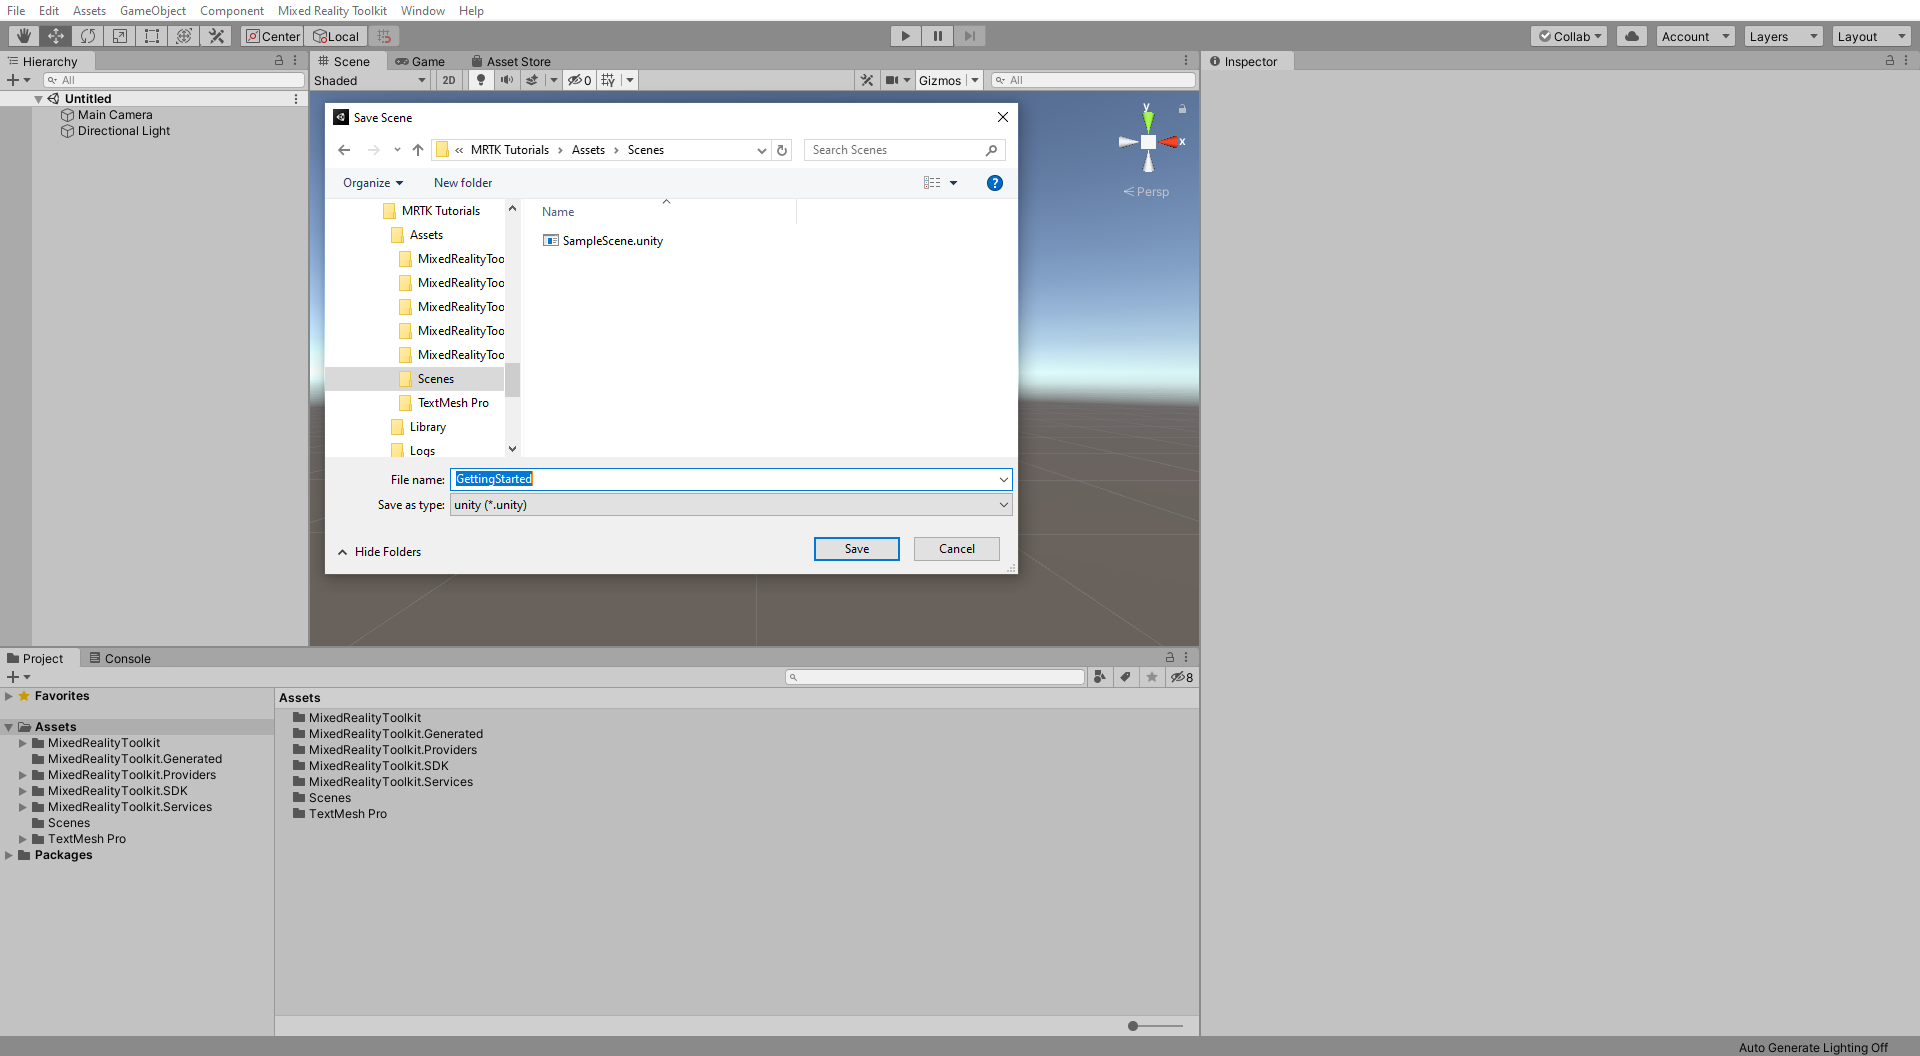 File Edit Assets GameObject Component Mixed Reality Toolkit Window Help
Center Local Collab Account Layers Layout
Hierarchy
All
Untitled
Main Camera
Directional Light
Scene Game Asset Store
Shaded 2D 0 Gizmos All
y
x
Persp
Inspector
Save Scene
« MRTK Tutorials > Assets > Scenes
Search Scenes
Organize New folder
?
MRTK Tutorials
Assets
MixedRealityToo
MixedRealityToo
MixedRealityToo
MixedRealityToo
MixedRealityToo
Scenes
TextMesh Pro
Library
Logs
Name
SampleScene.unity
File name: GettingStarted
Save as type: unity (*.unity)
Hide Folders
Save Cancel
Project Console
8
Favorites
Assets
MixedRealityToolkit
MixedRealityToolkit.Generated
MixedRealityToolkit.Providers
MixedRealityToolkit.SDK
MixedRealityToolkit.Services
Scenes
TextMesh Pro
Packages
Assets
MixedRealityToolkit
MixedRealityToolkit.Generated
MixedRealityToolkit.Providers
MixedRealityToolkit.SDK
MixedRealityToolkit.Services
Scenes
TextMesh Pro
Auto Generate Lighting Off